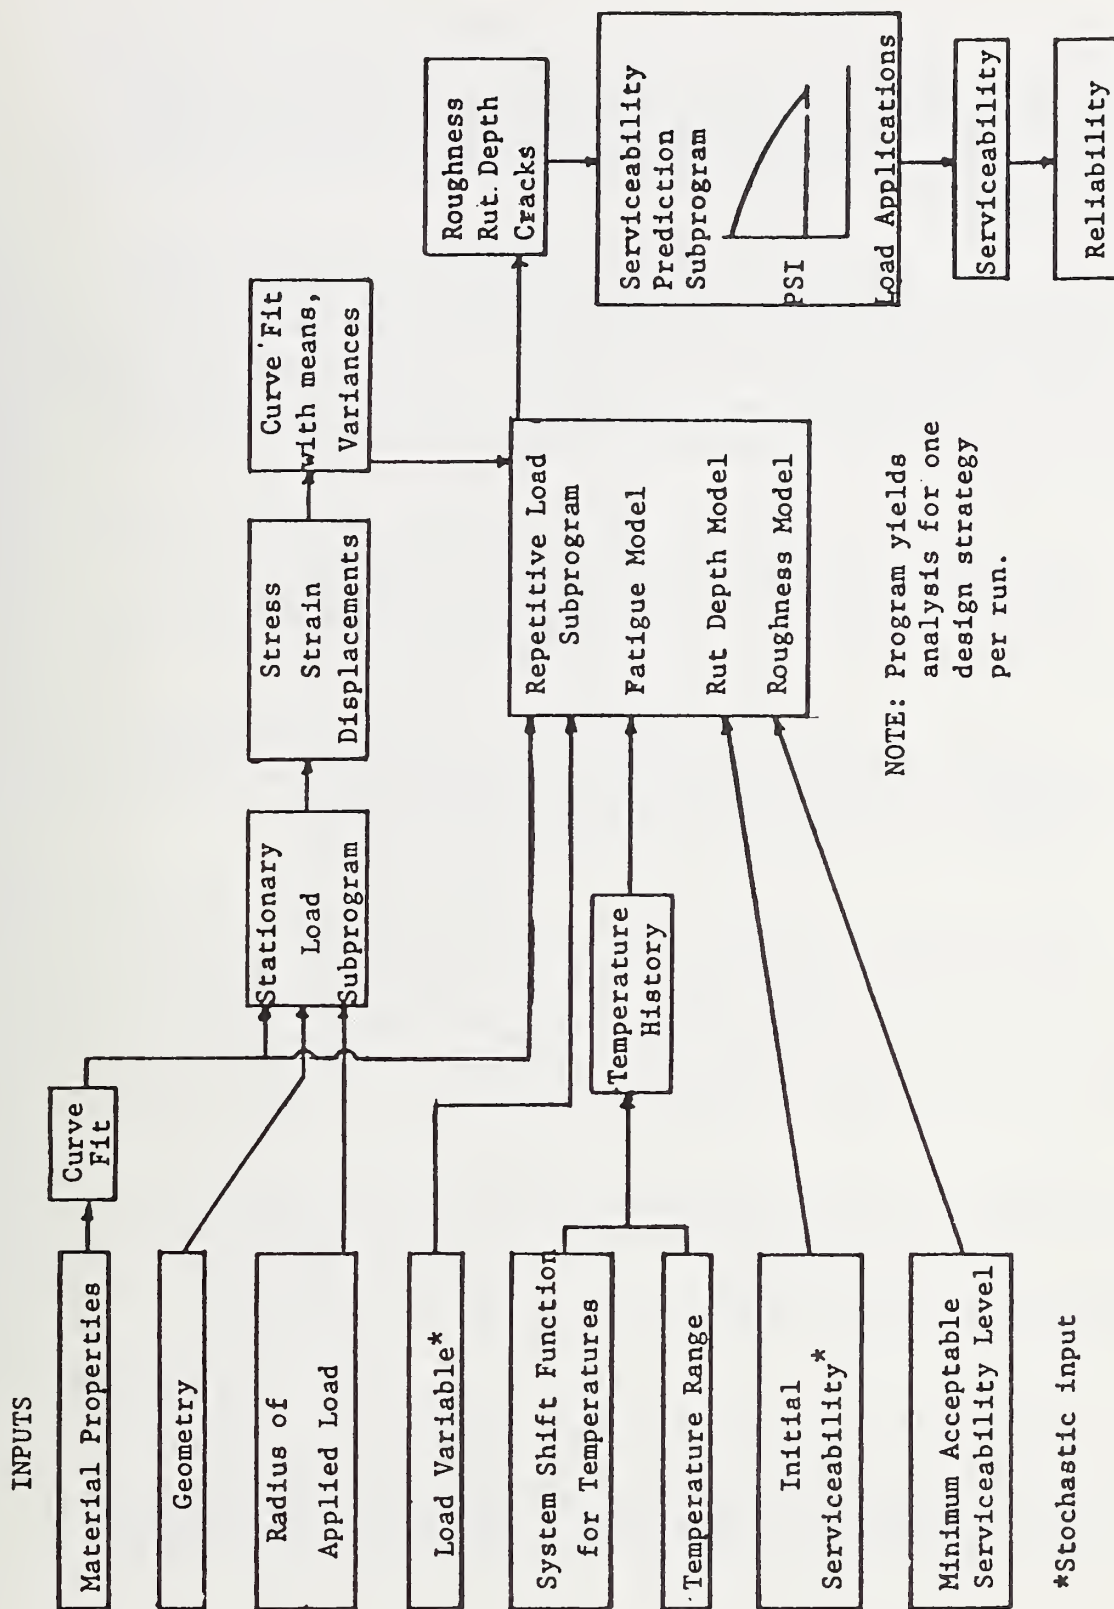 INPUTS
Material Properties
Geometry
Radius of
Applied Load
Load Variable*
System Shift Function
for Temperatures
Temperature Range
Initial
Serviceability*
Minimum Acceptable
Serviceability Level
*Stochastic input
Curve
Fit
Stationary
Load
Subprogram
Temperature
History
Stress
Strain
Displacements
Curve Fit
with means,
Variances
Repetitive Load
Subprogram
Fatigue Model
Rut Depth Model
Roughness Model
NOTE: Program yields
analysis for one
design strategy
per run.
Roughness
Rut. Depth
Cracks
Serviceability
Prediction
Subprogram
PSI
Load Applications
Serviceability
Reliability